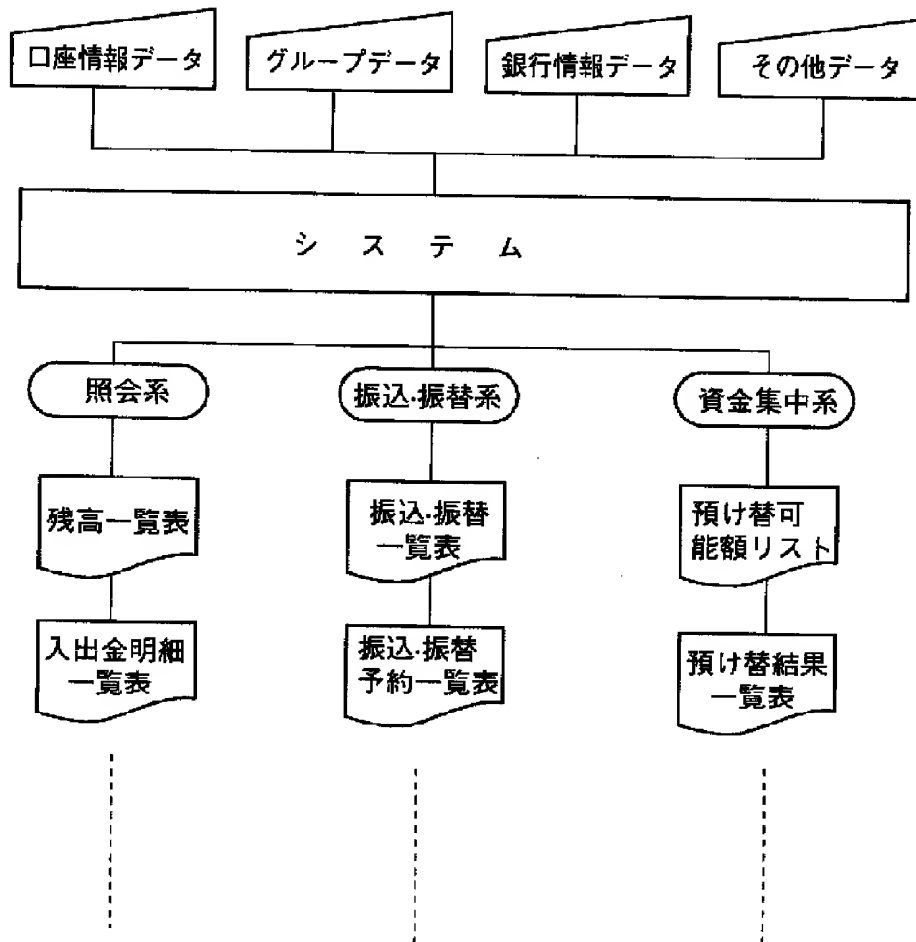 口座情報データ
グループデータ
銀行情報データ
その他データ
システム
照会系
振込・振替系
資金集中系
残高一覧表
振込・振替
一覧表
預け替可
能額リスト
入出金明細
一覧表
振込・振替
予約一覧表
預け替結果
一覧表